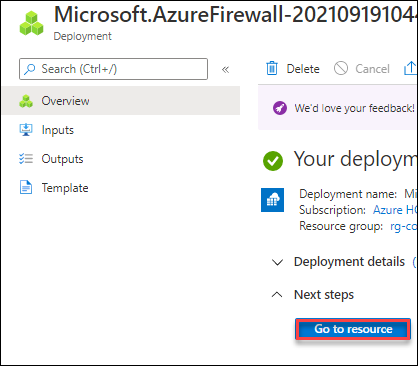 Microsoft.AzureFirewall-20210919104
Deployment
Search (Ctrl+/)
«
Overview
Inputs
Outputs
Template
Delete
Cancel
We'd love your feedback!
Your deploym
Deployment name: Mi
Subscription: Azure HC
Resource group: rg-co
Deployment details (
Next steps
Go to resource